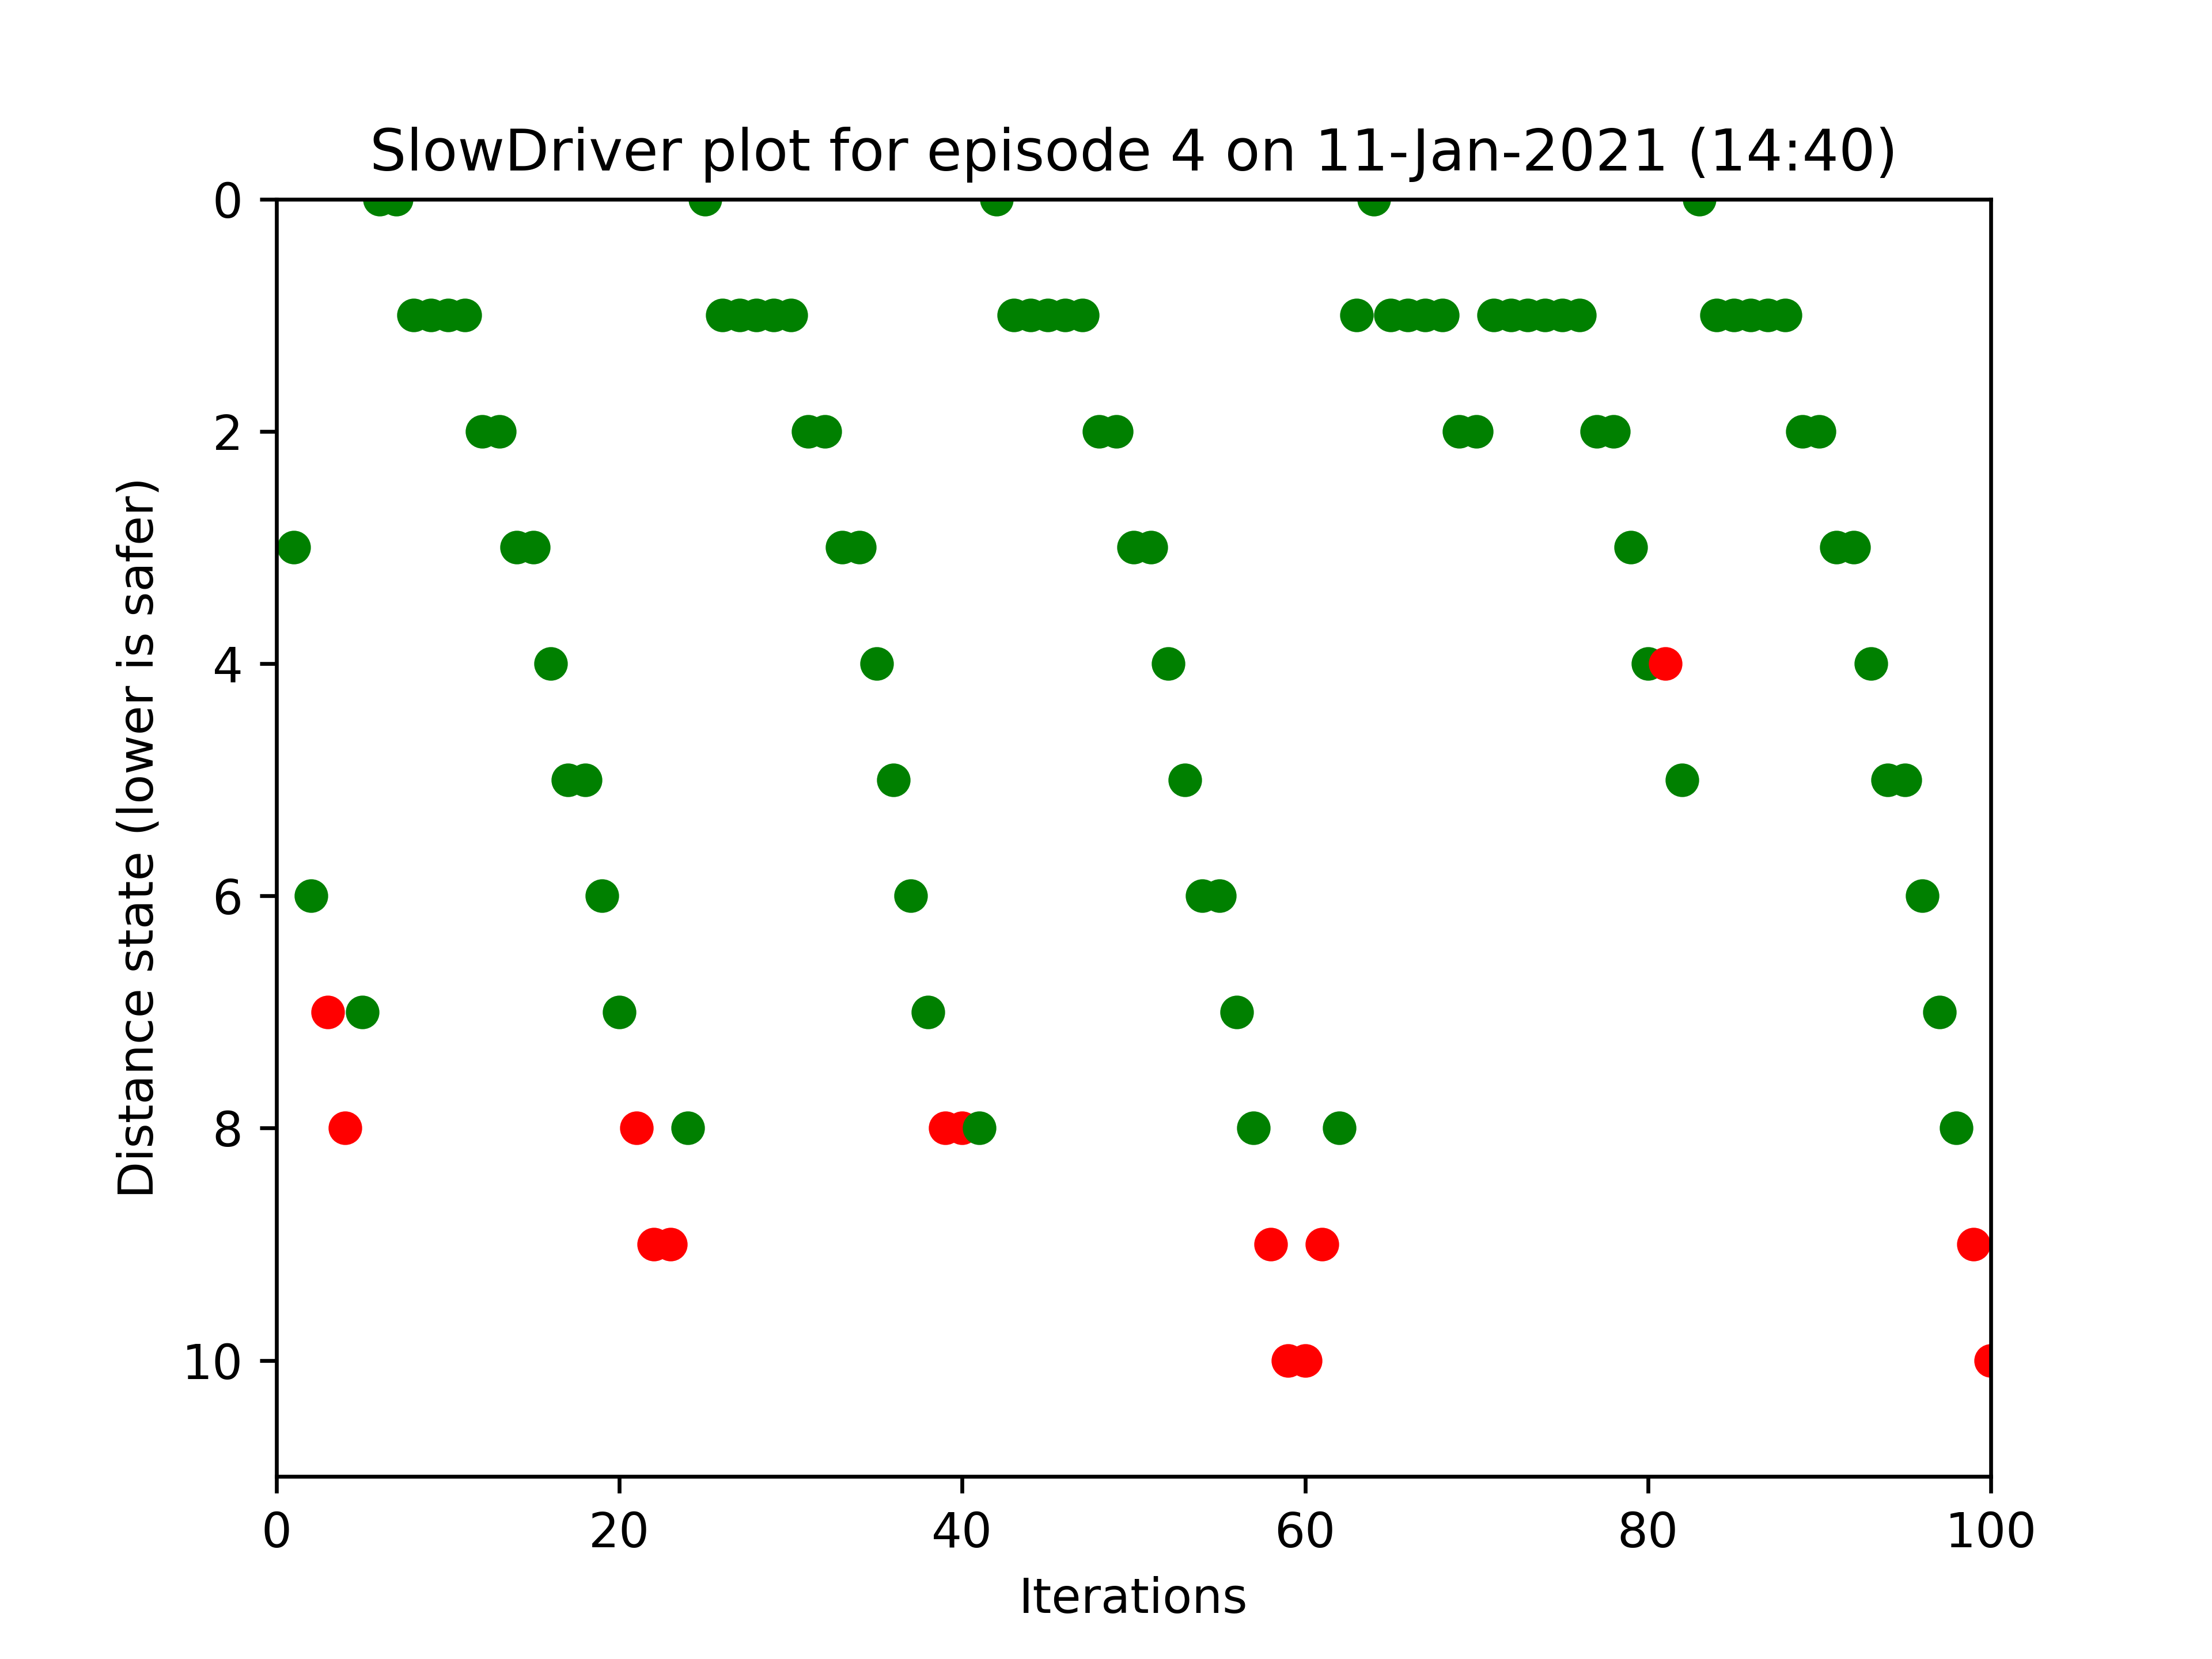 SlowDriver plot for episode 4 on 11-Jan-2021 (14:40)
0
2
4
6
8
10
Distance state (lower is safer)
0 20 40 60 80 100
Iterations